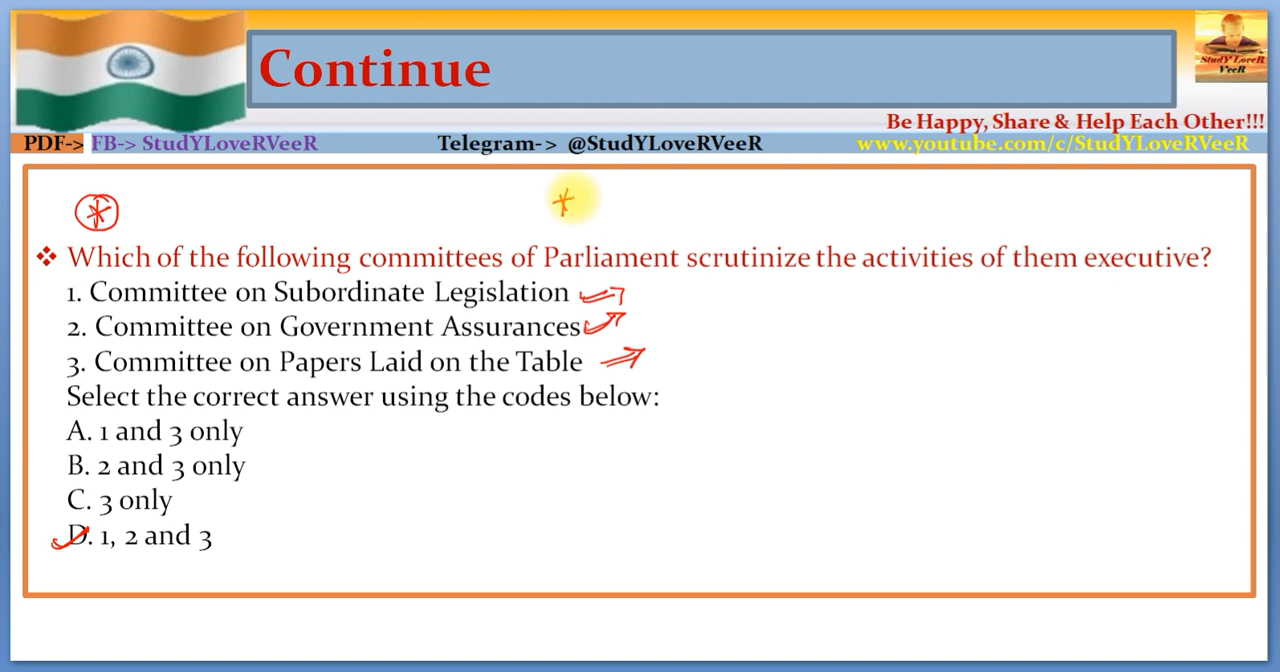 Continue
StudY LoveR
VeeR
Be Happy, Share & Help Each Other!!!
PDF-> FB-> StudYLoveRVeeR Telegram-> @StudYLoveRVeeR www.youtube.com/c/StudYLoveRVeeR
❖ Which of the following committees of Parliament scrutinize the activities of them executive?
1. Committee on Subordinate Legislation
2. Committee on Government Assurances
3. Committee on Papers Laid on the Table
Select the correct answer using the codes below:
A. 1 and 3 only
B. 2 and 3 only
C. 3 only
D. 1, 2 and 3